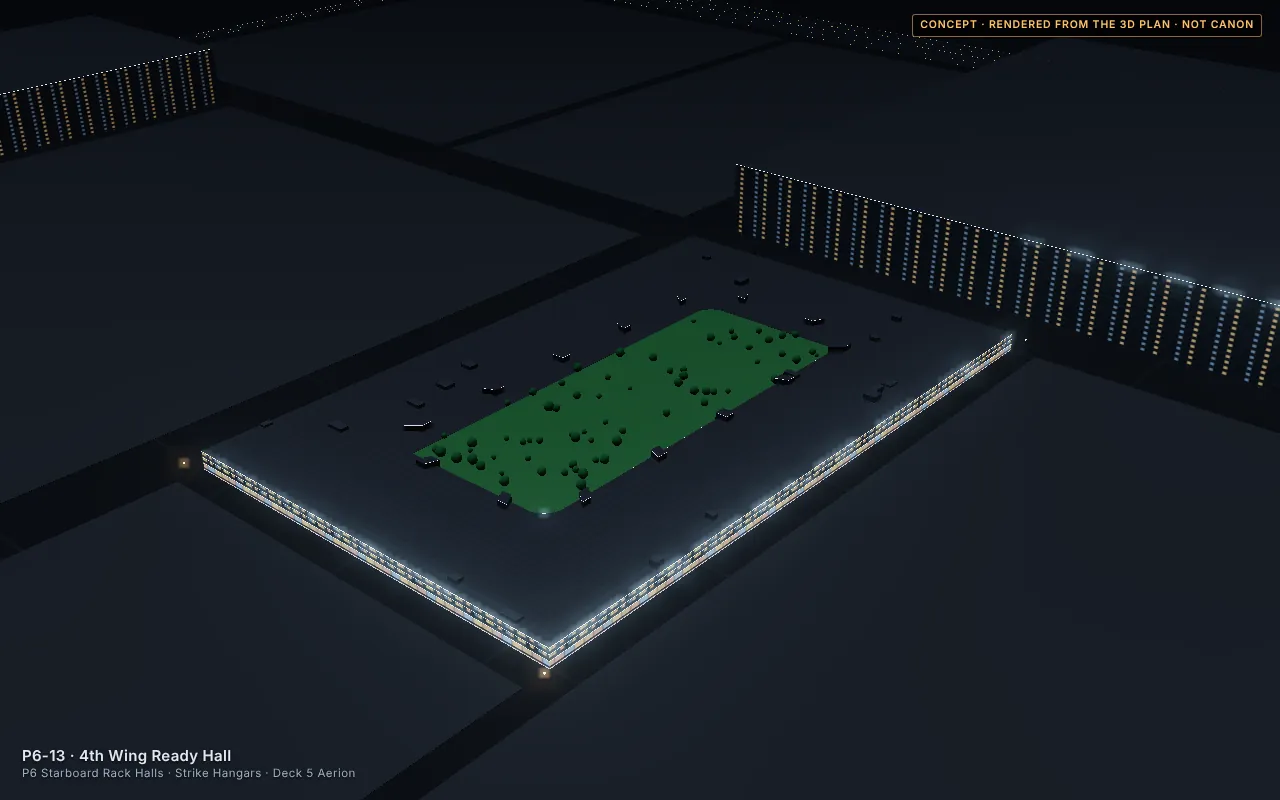 CONCEPT · RENDERED FROM THE 3D PLAN · NOT CANON
P6-13 · 4th Wing Ready Hall
P6 Starboard Rack Halls · Strike Hangars · Deck 5 Aerion